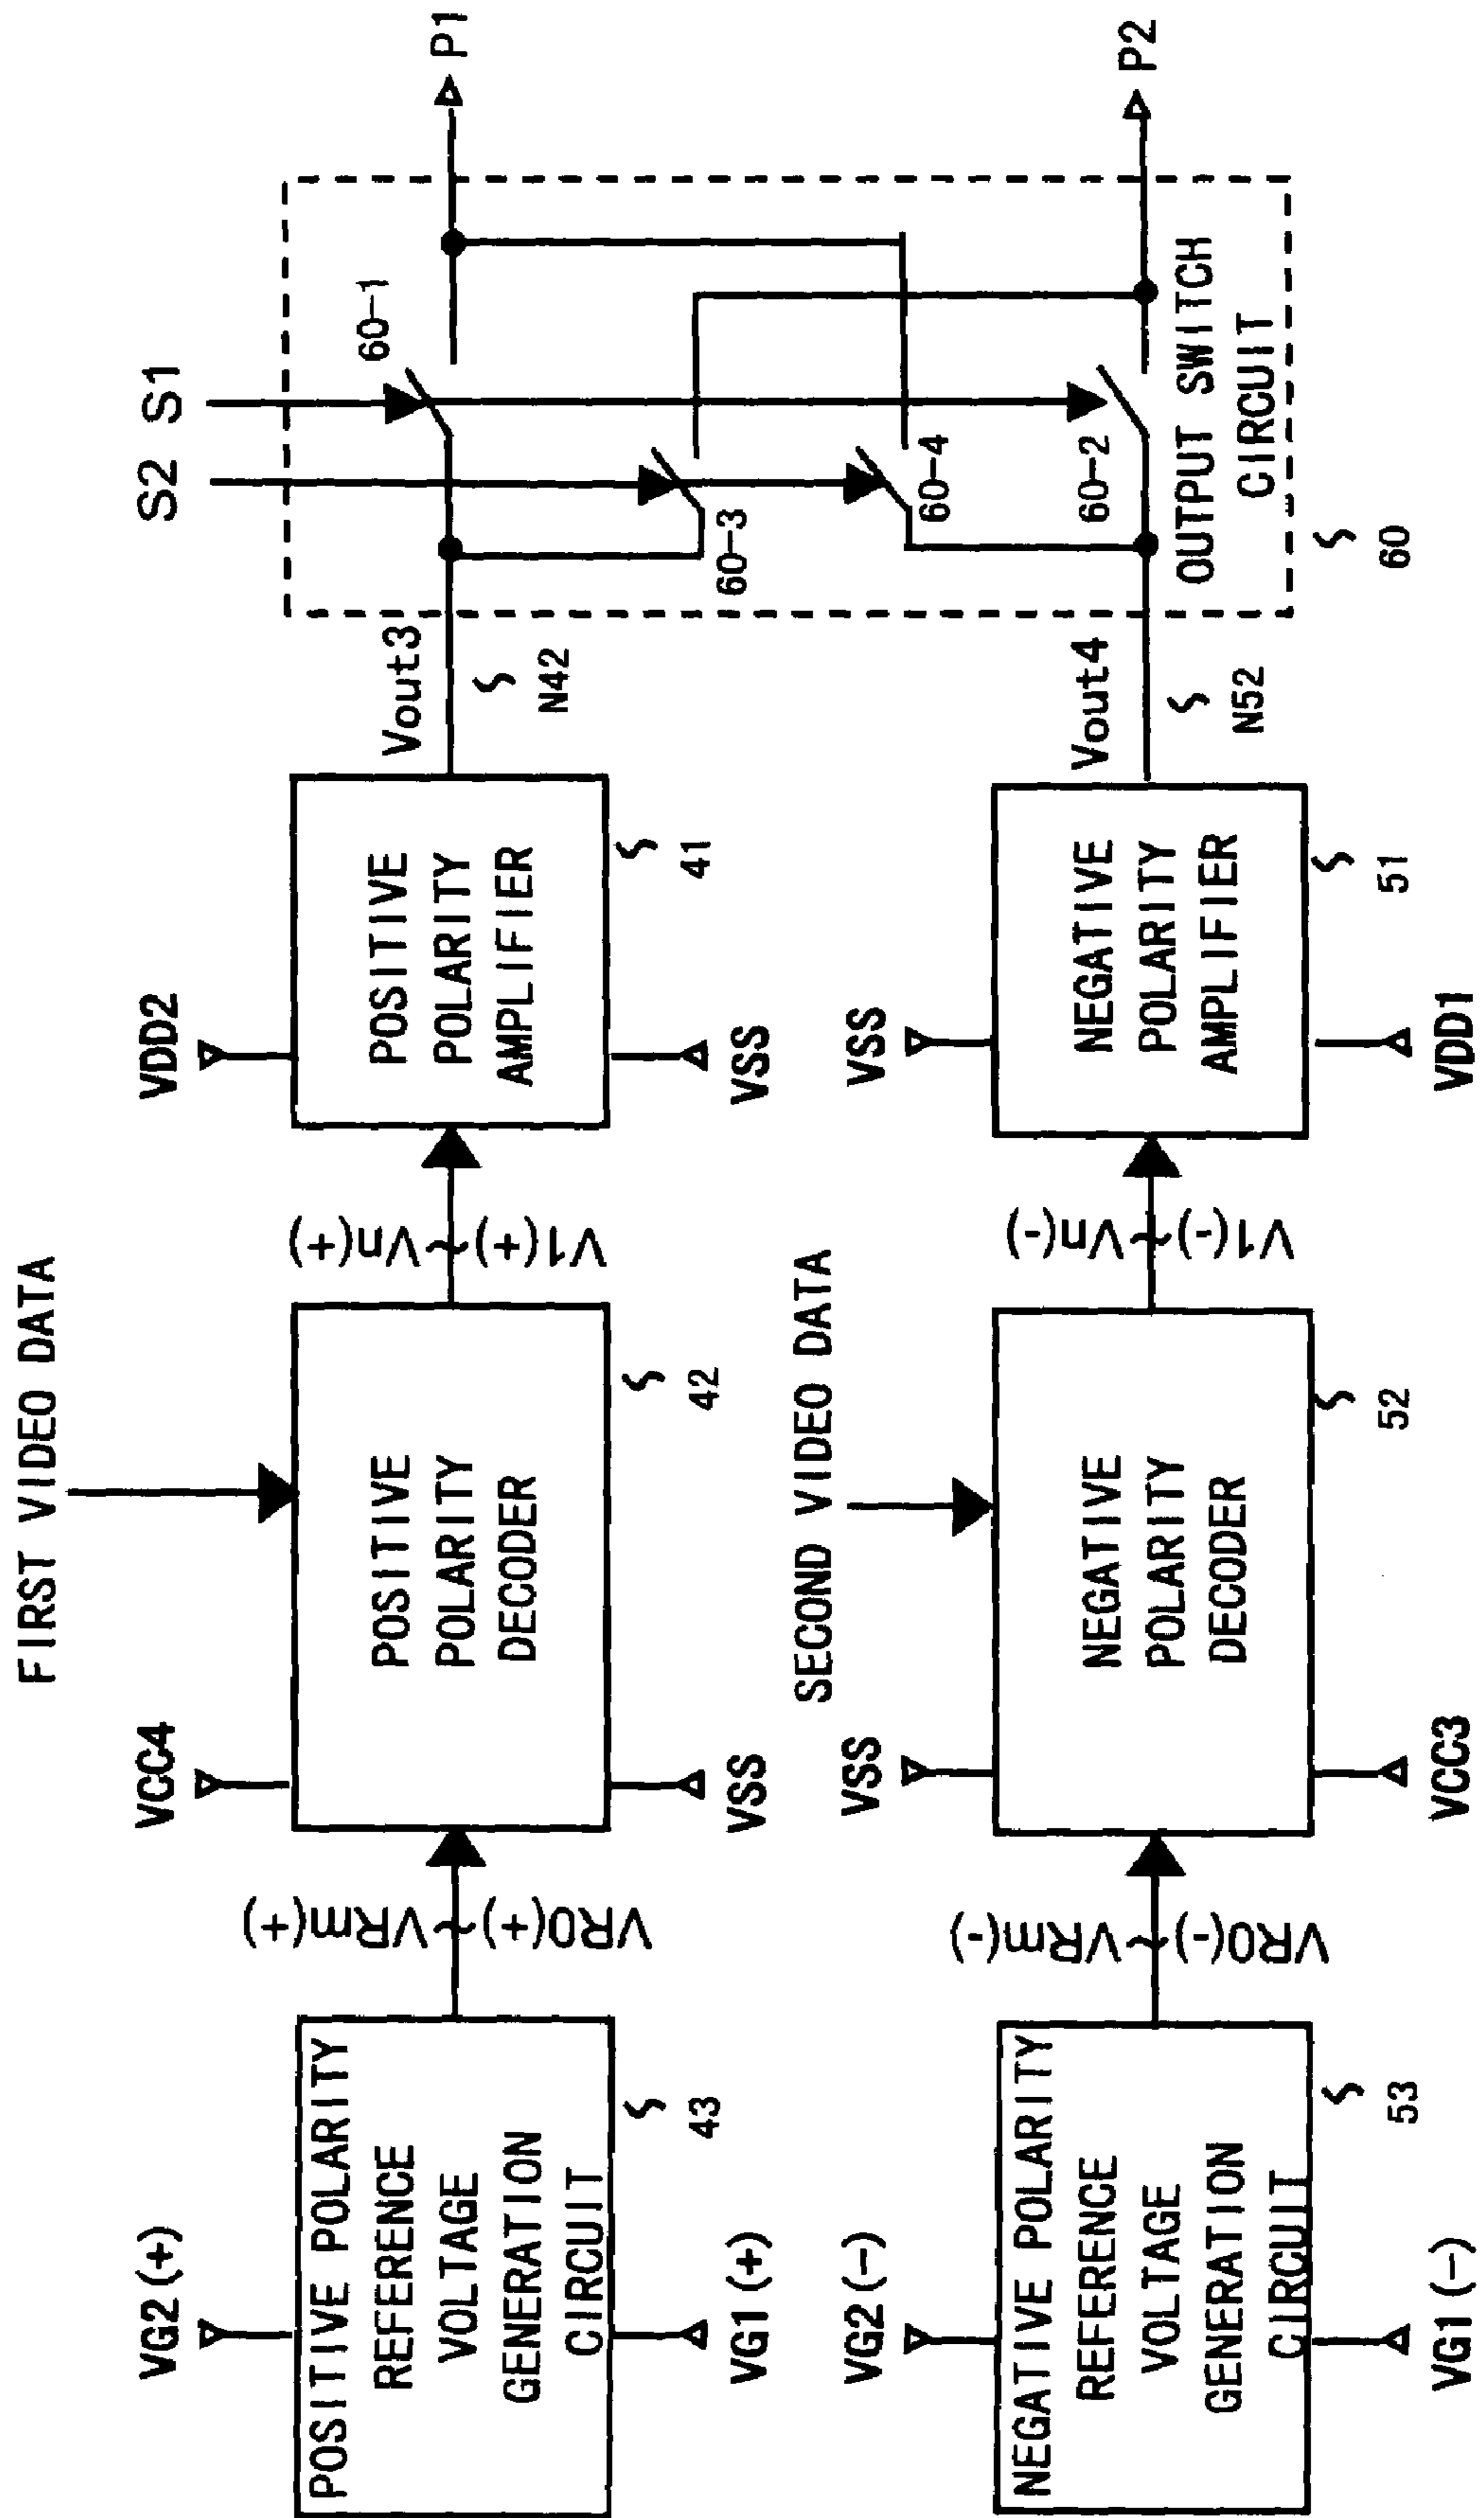 FIRST VIDEO DATA
VG2(+)
VCC4
VDD2
S2
S1
POSITIVE POLARITY
REFERENCE
VOLTAGE
GENERATION
CIRCUIT
43
VG1(+)
VRm(+)
~
VR0(+)
POSITIVE
POLARITY
DECODER
42
VSS
Vn(+)
~
V1(+)
POSITIVE
POLARITY
AMPLIFIER
41
VSS
Vout3
N42
60-1
60-3
60-4
60-2
P1
SECOND VIDEO DATA
VG2(-)
VSS
VSS
NEGATIVE POLARITY
REFERENCE
VOLTAGE
GENERATION
CIRCUIT
53
VG1(-)
VRm(-)
~
VR0(-)
NEGATIVE
POLARITY
DECODER
52
VCC3
Vn(-)
~
V1(-)
NEGATIVE
POLARITY
AMPLIFIER
51
VDD1
Vout4
N52
OUTPUT SWITCH
CIRCUIT
60
P2